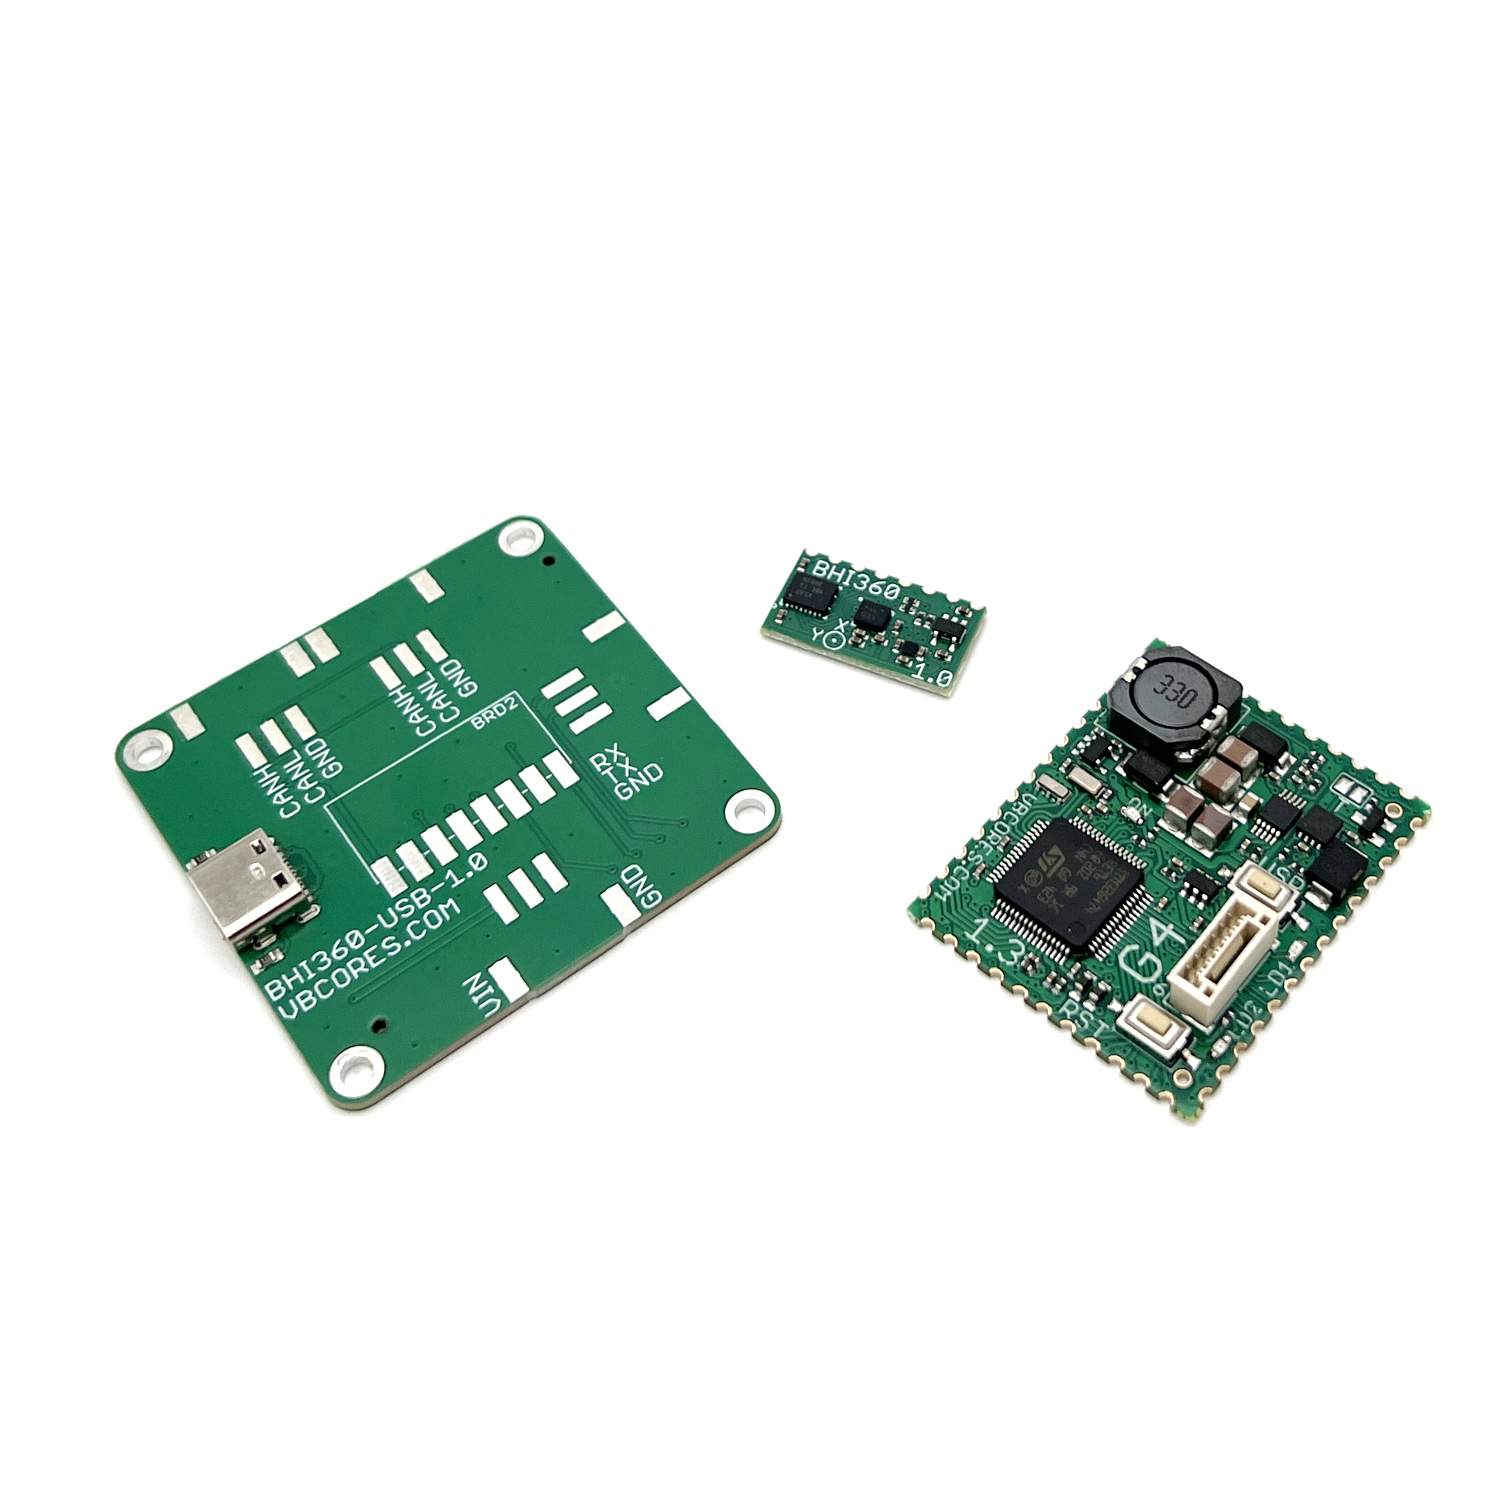 CANH
CANL
GND
CANH
CANL
GND
BRD2
RX
TX
GND
BHI360-USB-1.0
VBCORES.COM
VIN
GND
BHI360
X
Y
1.0
330
VBCORES.COM
1.3
G4
RST
LD1